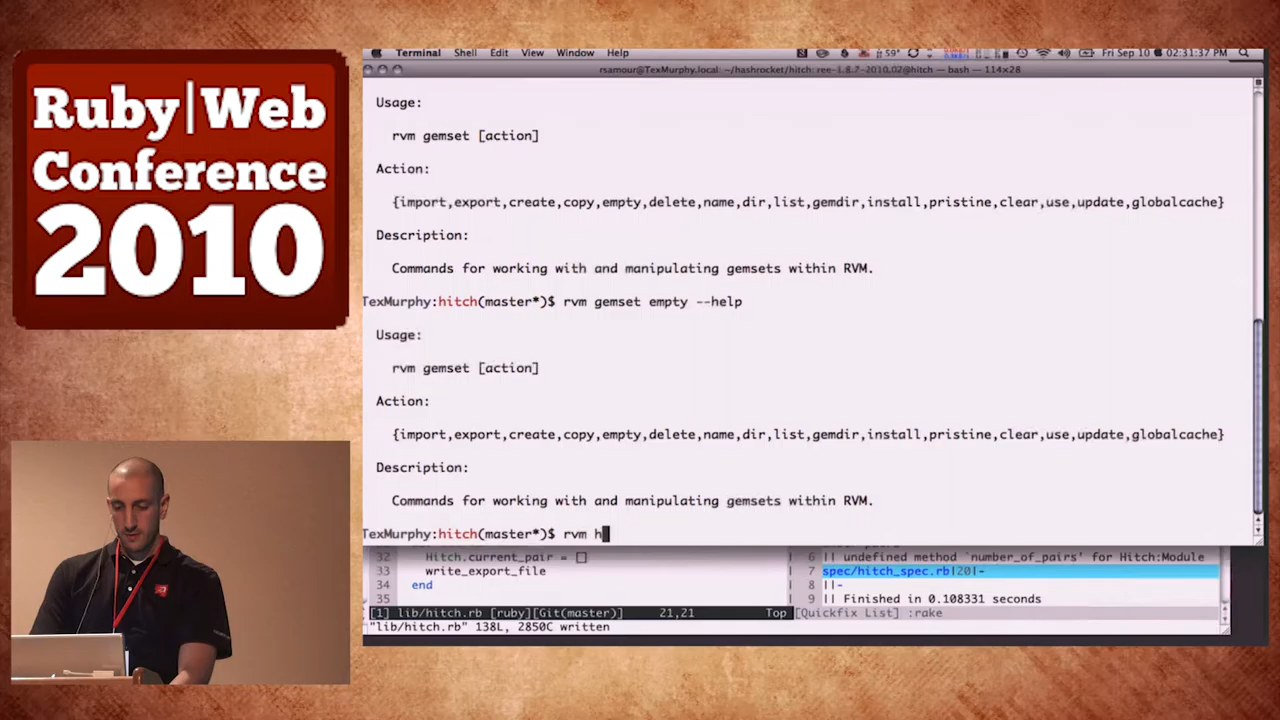 Ruby|Web
Conference
2010
Terminal Shell Edit View Window Help
59° Fri Sep 10 02:31:37 PM
rsamour@TexMurphy.local: ~/hashrocket/hitch: ree-1.8.7-2010.02@hitch — bash — 114×28
Usage:
rvm gemset [action]
Action:
{import,export,create,copy,empty,delete,name,dir,list,gemdir,install,pristine,clear,use,update,globalcache}
Description:
Commands for working with and manipulating gemsets within RVM.
TexMurphy:hitch(master*)$ rvm gemset empty --help
Usage:
rvm gemset [action]
Action:
{import,export,create,copy,empty,delete,name,dir,list,gemdir,install,pristine,clear,use,update,globalcache}
Description:
Commands for working with and manipulating gemsets within RVM.
TexMurphy:hitch(master*)$ rvm h
32 Hitch.current_pair = []
33 write_export_file
34 end
35
[1] lib/hitch.rb [ruby][Git(master)] 21,21 Top
"lib/hitch.rb" 138L, 2850C written
6 || undefined method `number_of_pairs' for Hitch:Module
7 spec/hitch_spec.rb|20|-
8 ||-
9 || Finished in 0.108331 seconds
[Quickfix List] :rake